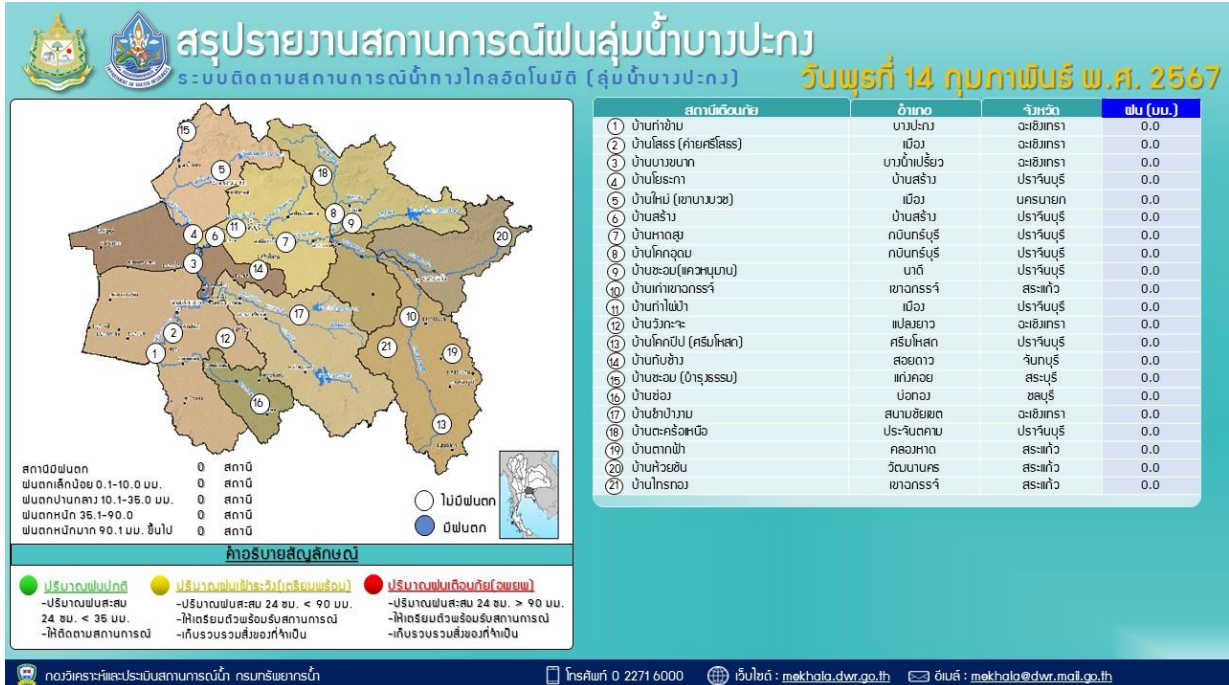 สรุปรายงานสถานการณ์ฝนลุ่มน้ำบางปะกง
ระบบติดตามสถานการณ์น้ำทางไกลอัตโนมัติ (ลุ่มน้ำบางปะกง)
วันพุธที่ 14 กุมภาพันธ์ พ.ศ. 2567
สถานีเตือนภัย อำเภอ จังหวัด ฝน (มม.)
1 บ้านท่าข้าม บางปะกง ฉะเชิงเทรา 0.0
2 บ้านโสธร (ค่ายศรีโสธร) เมือง ฉะเชิงเทรา 0.0
3 บ้านบางขนาก บางน้ำเปรี้ยว ฉะเชิงเทรา 0.0
4 บ้านโยธะกา บ้านสร้าง ปราจีนบุรี 0.0
5 บ้านใหม่ (เขานางบวช) เมือง นครนายก 0.0
6 บ้านสร้าง บ้านสร้าง ปราจีนบุรี 0.0
7 บ้านหาดสูง กบินทร์บุรี ปราจีนบุรี 0.0
8 บ้านโคกอุดม กบินทร์บุรี ปราจีนบุรี 0.0
9 บ้านชะอม(แควหนุมาน) นาดี ปราจีนบุรี 0.0
10 บ้านเก่าเขาฉกรรจ์ เขาฉกรรจ์ สระแก้ว 0.0
11 บ้านท่าไผ่ป่า เมือง ปราจีนบุรี 0.0
12 บ้านวังกะจะ แปลงยาว ฉะเชิงเทรา 0.0
13 บ้านโคกปีป (ศรีมโหสถ) ศรีมโหสถ ปราจีนบุรี 0.0
14 บ้านทับช้าง สอยดาว จันทบุรี 0.0
15 บ้านชะอม (บำรุงธรรม) แก่งคอย สระบุรี 0.0
16 บ้านช่อง บ่อทอง ชลบุรี 0.0
17 บ้านชำป่างาม สนามชัยเขต ฉะเชิงเทรา 0.0
18 บ้านตะคร้อเหนือ ประจันตคาม ปราจีนบุรี 0.0
19 บ้านตากฟ้า คลองหาด สระแก้ว 0.0
20 บ้านห้วยชัน วัฒนานคร สระแก้ว 0.0
21 บ้านไทรทอง เขาฉกรรจ์ สระแก้ว 0.0
15
5
18
4
6
11
8
9
7
20
3
14
17
10
2
12
21
19
1
16
13
สถานีมีฝนตก 0 สถานี
ฝนตกเล็กน้อย 0.1-10.0 มม. 0 สถานี
ฝนตกปานกลาง 10.1-35.0 มม. 0 สถานี
ฝนตกหนัก 35.1-90.0 0 สถานี
ฝนตกหนักมาก 90.1 มม. ขึ้นไป 0 สถานี
ไม่มีฝนตก
มีฝนตก
คำอธิบายสัญลักษณ์
ปริมาณฝนปกติ
-ปริมาณฝนสะสม
24 ชม. < 35 มม.
-ให้ติดตามสถานการณ์
ปริมาณฝนเฝ้าระวัง(เตรียมพร้อม)
-ปริมาณฝนสะสม 24 ชม. < 90 มม.
-ให้เตรียมตัวพร้อมรับสถานการณ์
-เก็บรวบรวมสิ่งของที่จำเป็น
ปริมาณฝนเตือนภัย(อพยพ)
-ปริมาณฝนสะสม 24 ชม. > 90 มม.
-ให้เตรียมตัวพร้อมรับสถานการณ์
-เก็บรวบรวมสิ่งของที่จำเป็น
กองวิเคราะห์และประเมินสถานการณ์น้ำ กรมทรัพยากรน้ำ
โทรศัพท์ 0 2271 6000
เว็บไซต์ : mekhala.dwr.go.th
อีเมล์ : mekhala@dwr.mail.go.th